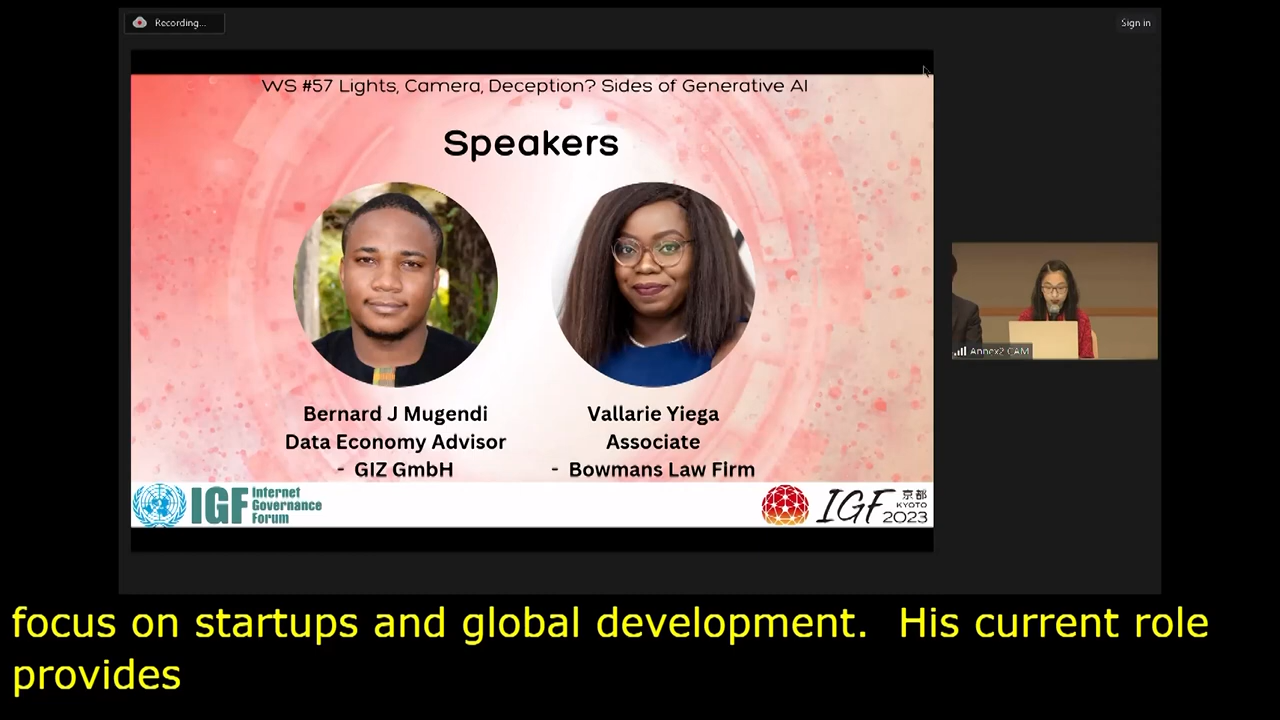 Recording...
Sign in
WS #57 Lights, Camera, Deception? Sides of Generative AI
Speakers
Bernard J Mugendi
Data Economy Advisor
- GIZ GmbH
Vallarie Yiega
Associate
- Bowmans Law Firm
Annex2 CAM
IGF Internet
Governance
Forum
IGF 京都
KYOTO
2023
focus on startups and global development.  His current role
provides